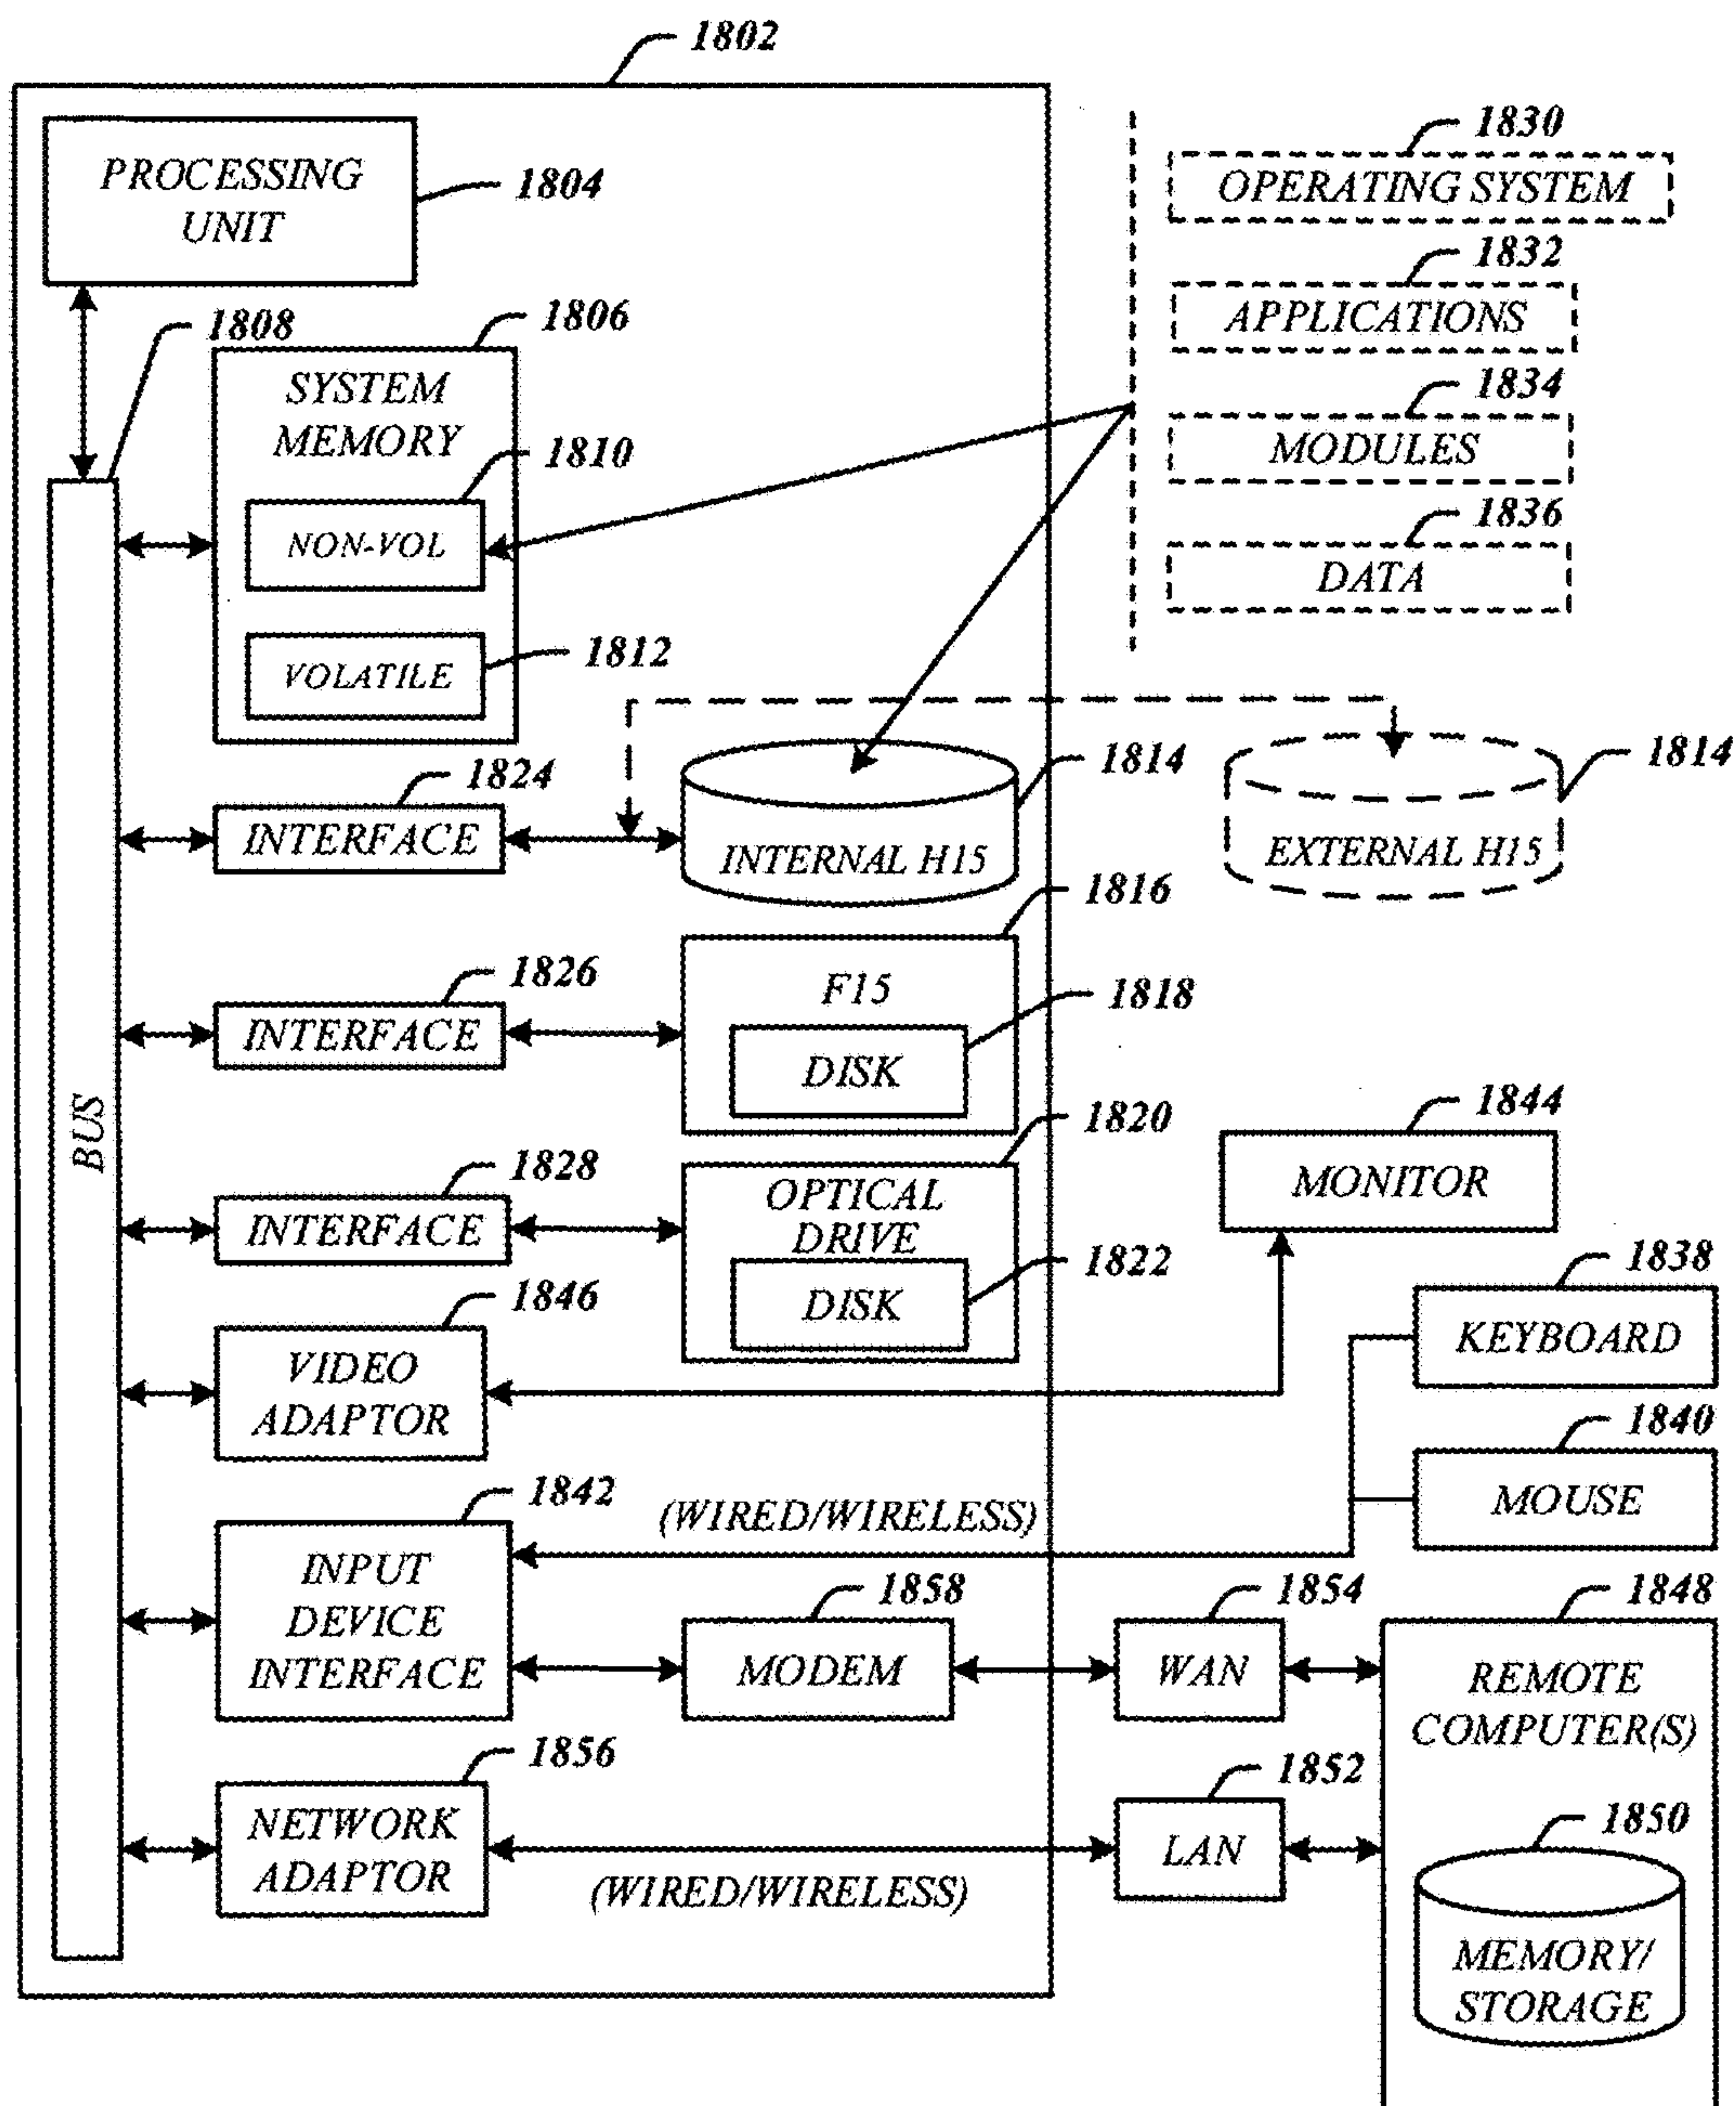 1802
PROCESSING
UNIT
1804
1808
1806
SYSTEM
MEMORY
1810
NON-VOL
VOLATILE
1812
1830
OPERATING SYSTEM
1832
APPLICATIONS
1834
MODULES
1836
DATA
1824
INTERFACE
INTERNAL H15
1814
EXTERNAL H15
1814
1816
1826
INTERFACE
F15
1818
DISK
BUS
1820
1828
INTERFACE
OPTICAL
DRIVE
1822
DISK
1844
MONITOR
1838
KEYBOARD
1846
VIDEO
ADAPTOR
1840
MOUSE
1842
(WIRED/WIRELESS)
INPUT
DEVICE
INTERFACE
1858
MODEM
1854
WAN
1848
REMOTE
COMPUTER(S)
1856
NETWORK
ADAPTOR
(WIRED/WIRELESS)
1852
LAN
1850
MEMORY/
STORAGE